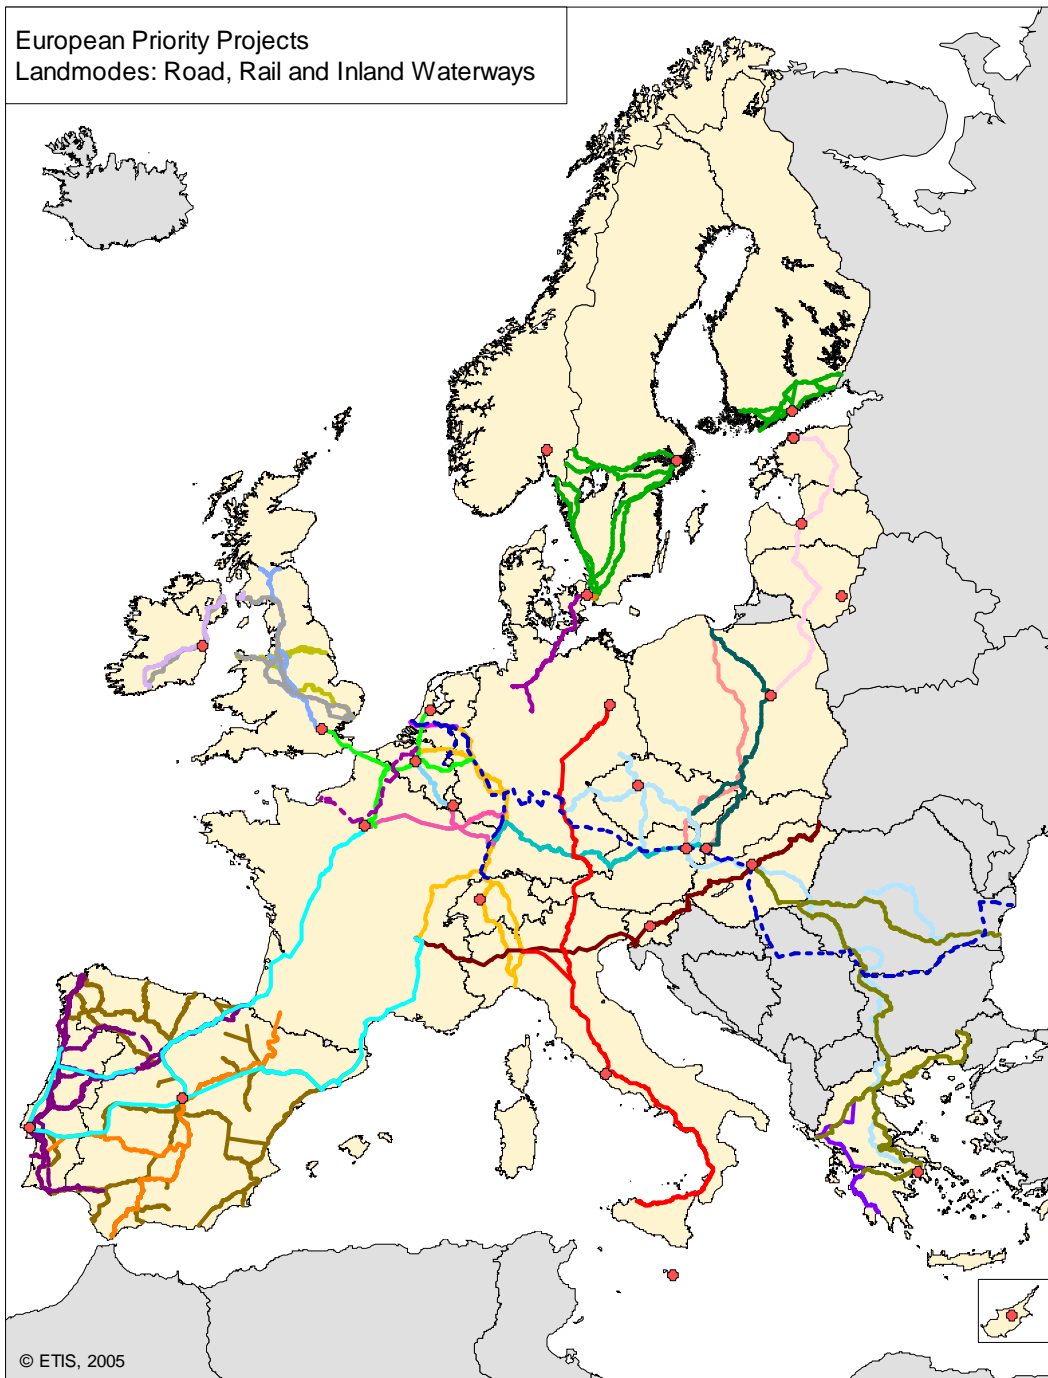 European Priority Projects
Landmodes: Road, Rail and Inland Waterways
© ETIS, 2005